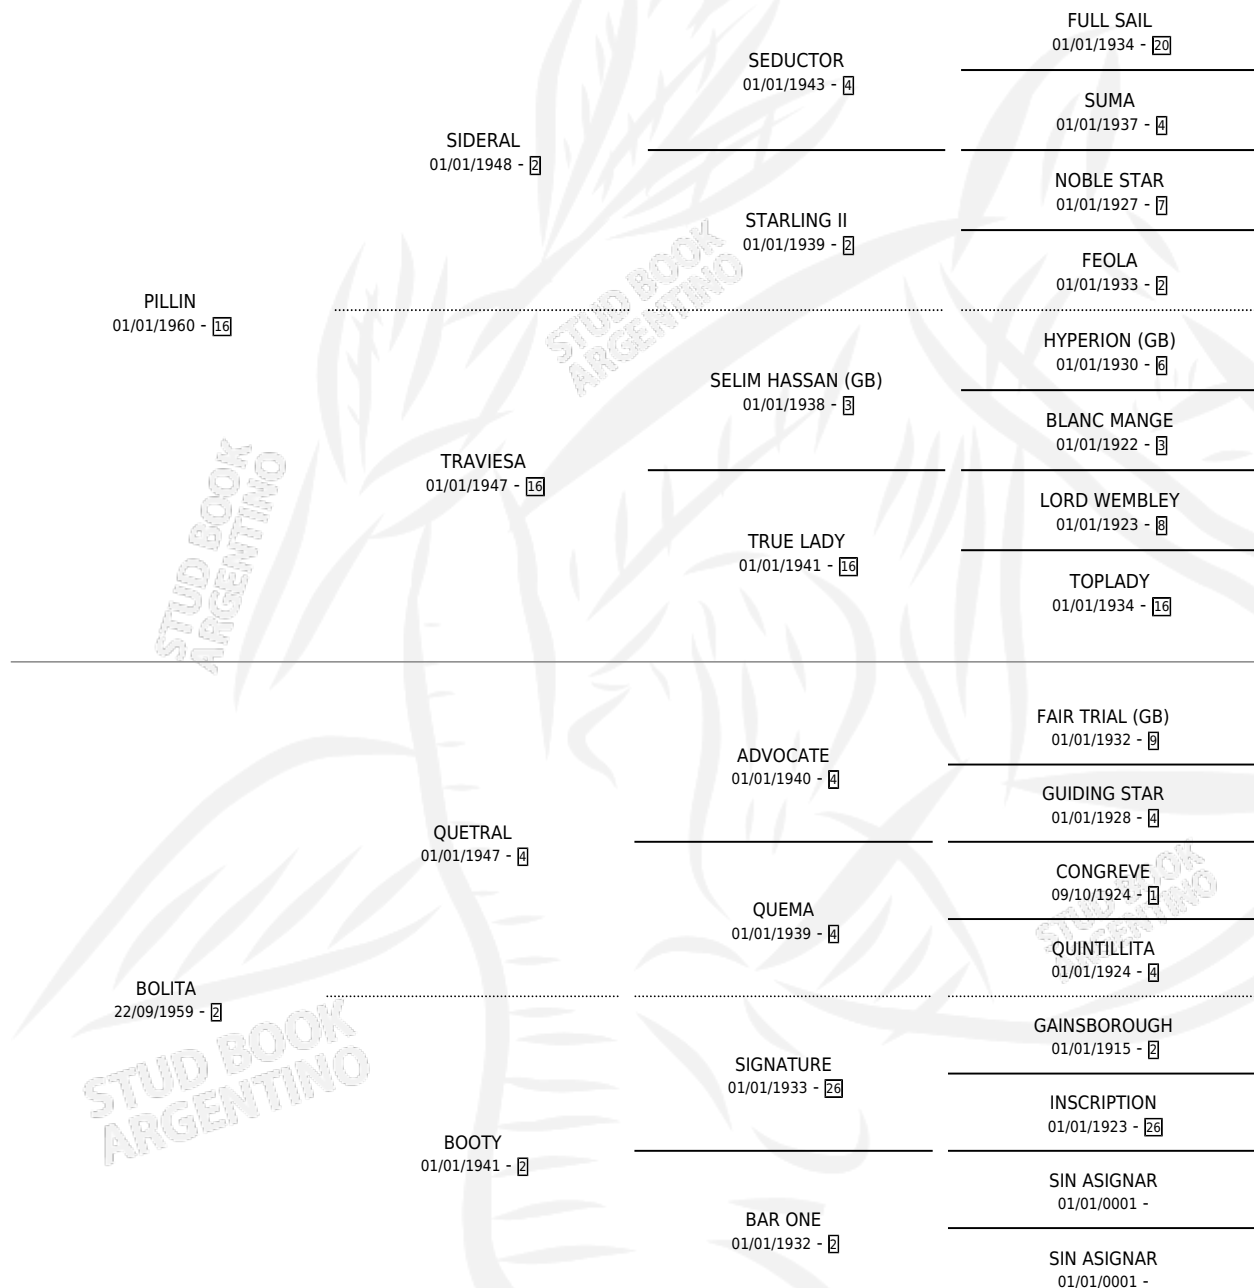 FULL SAIL
01/01/1934 - 20
SEDUCTOR
01/01/1943 - 4
SUMA
01/01/1937 - 4
SIDERAL
01/01/1948 - 2
NOBLE STAR
01/01/1927 - 7
STARLING II
01/01/1939 - 2
FEOLA
01/01/1933 - 2
PILLIN
01/01/1960 - 16
HYPERION (GB)
01/01/1930 - 6
SELIM HASSAN (GB)
01/01/1938 - 3
BLANC MANGE
01/01/1922 - 3
TRAVIESA
01/01/1947 - 16
LORD WEMBLEY
01/01/1923 - 8
TRUE LADY
01/01/1941 - 16
TOPLADY
01/01/1934 - 16
STUD BOOK
ARGENTINO
STUD BOOK
ARGENTINO
FAIR TRIAL (GB)
01/01/1932 - 9
ADVOCATE
01/01/1940 - 4
GUIDING STAR
01/01/1928 - 4
QUETRAL
01/01/1947 - 4
CONGREVE
09/10/1924 - 1
QUEMA
01/01/1939 - 4
QUINTILLITA
01/01/1924 - 4
STUD BOOK
ARGENTINO
BOLITA
22/09/1959 - 2
GAINSBOROUGH
01/01/1915 - 2
SIGNATURE
01/01/1933 - 26
INSCRIPTION
01/01/1923 - 26
BOOTY
01/01/1941 - 2
SIN ASIGNAR
01/01/0001 -
BAR ONE
01/01/1932 - 2
SIN ASIGNAR
01/01/0001 -
STUD BOOK
ARGENTINO